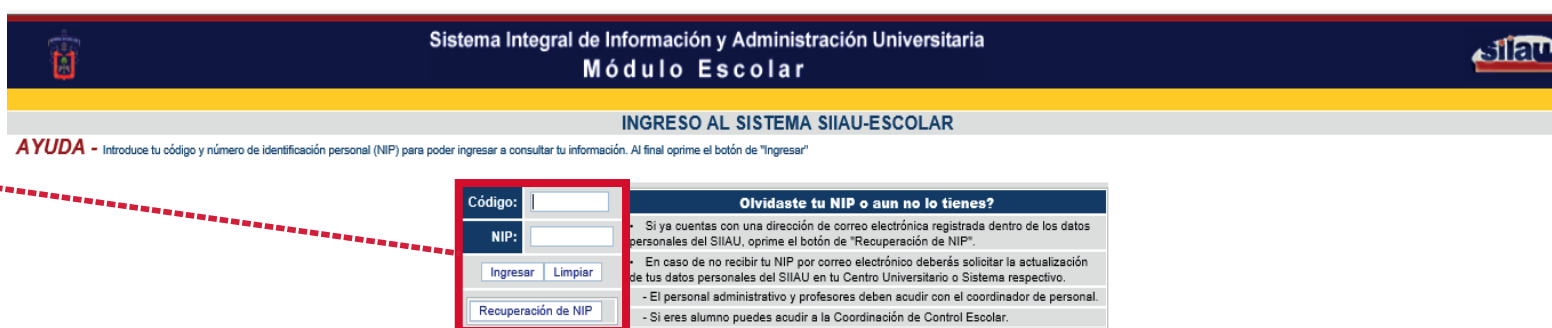 Sistema Integral de Información y Administración Universitaria
Módulo Escolar
siiau
INGRESO AL SISTEMA SIIAU-ESCOLAR
AYUDA - Introduce tu código y número de identificación personal (NIP) para poder ingresar a consultar tu información. Al final oprime el botón de "Ingresar"
Código:
NIP:
Ingresar Limpiar
Recuperación de NIP
Olvidaste tu NIP o aun no lo tienes?
• Si ya cuentas con una dirección de correo electrónica registrada dentro de los datos
personales del SIIAU, oprime el botón de "Recuperación de NIP".
• En caso de no recibir tu NIP por correo electrónico deberás solicitar la actualización
de tus datos personales del SIIAU en tu Centro Universitario o Sistema respectivo.
- El personal administrativo y profesores deben acudir con el coordinador de personal.
- Si eres alumno puedes acudir a la Coordinación de Control Escolar.